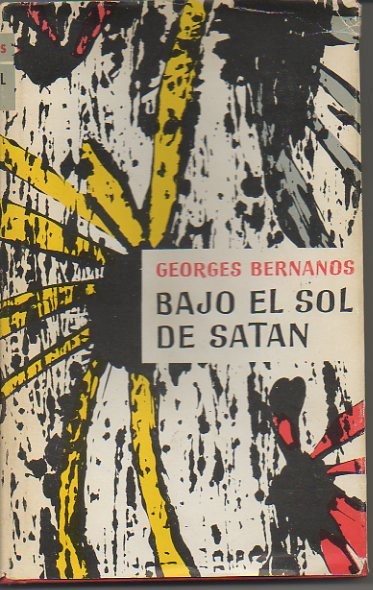 S
L
GEORGES BERNANOS
BAJO EL SOL
DE SATAN